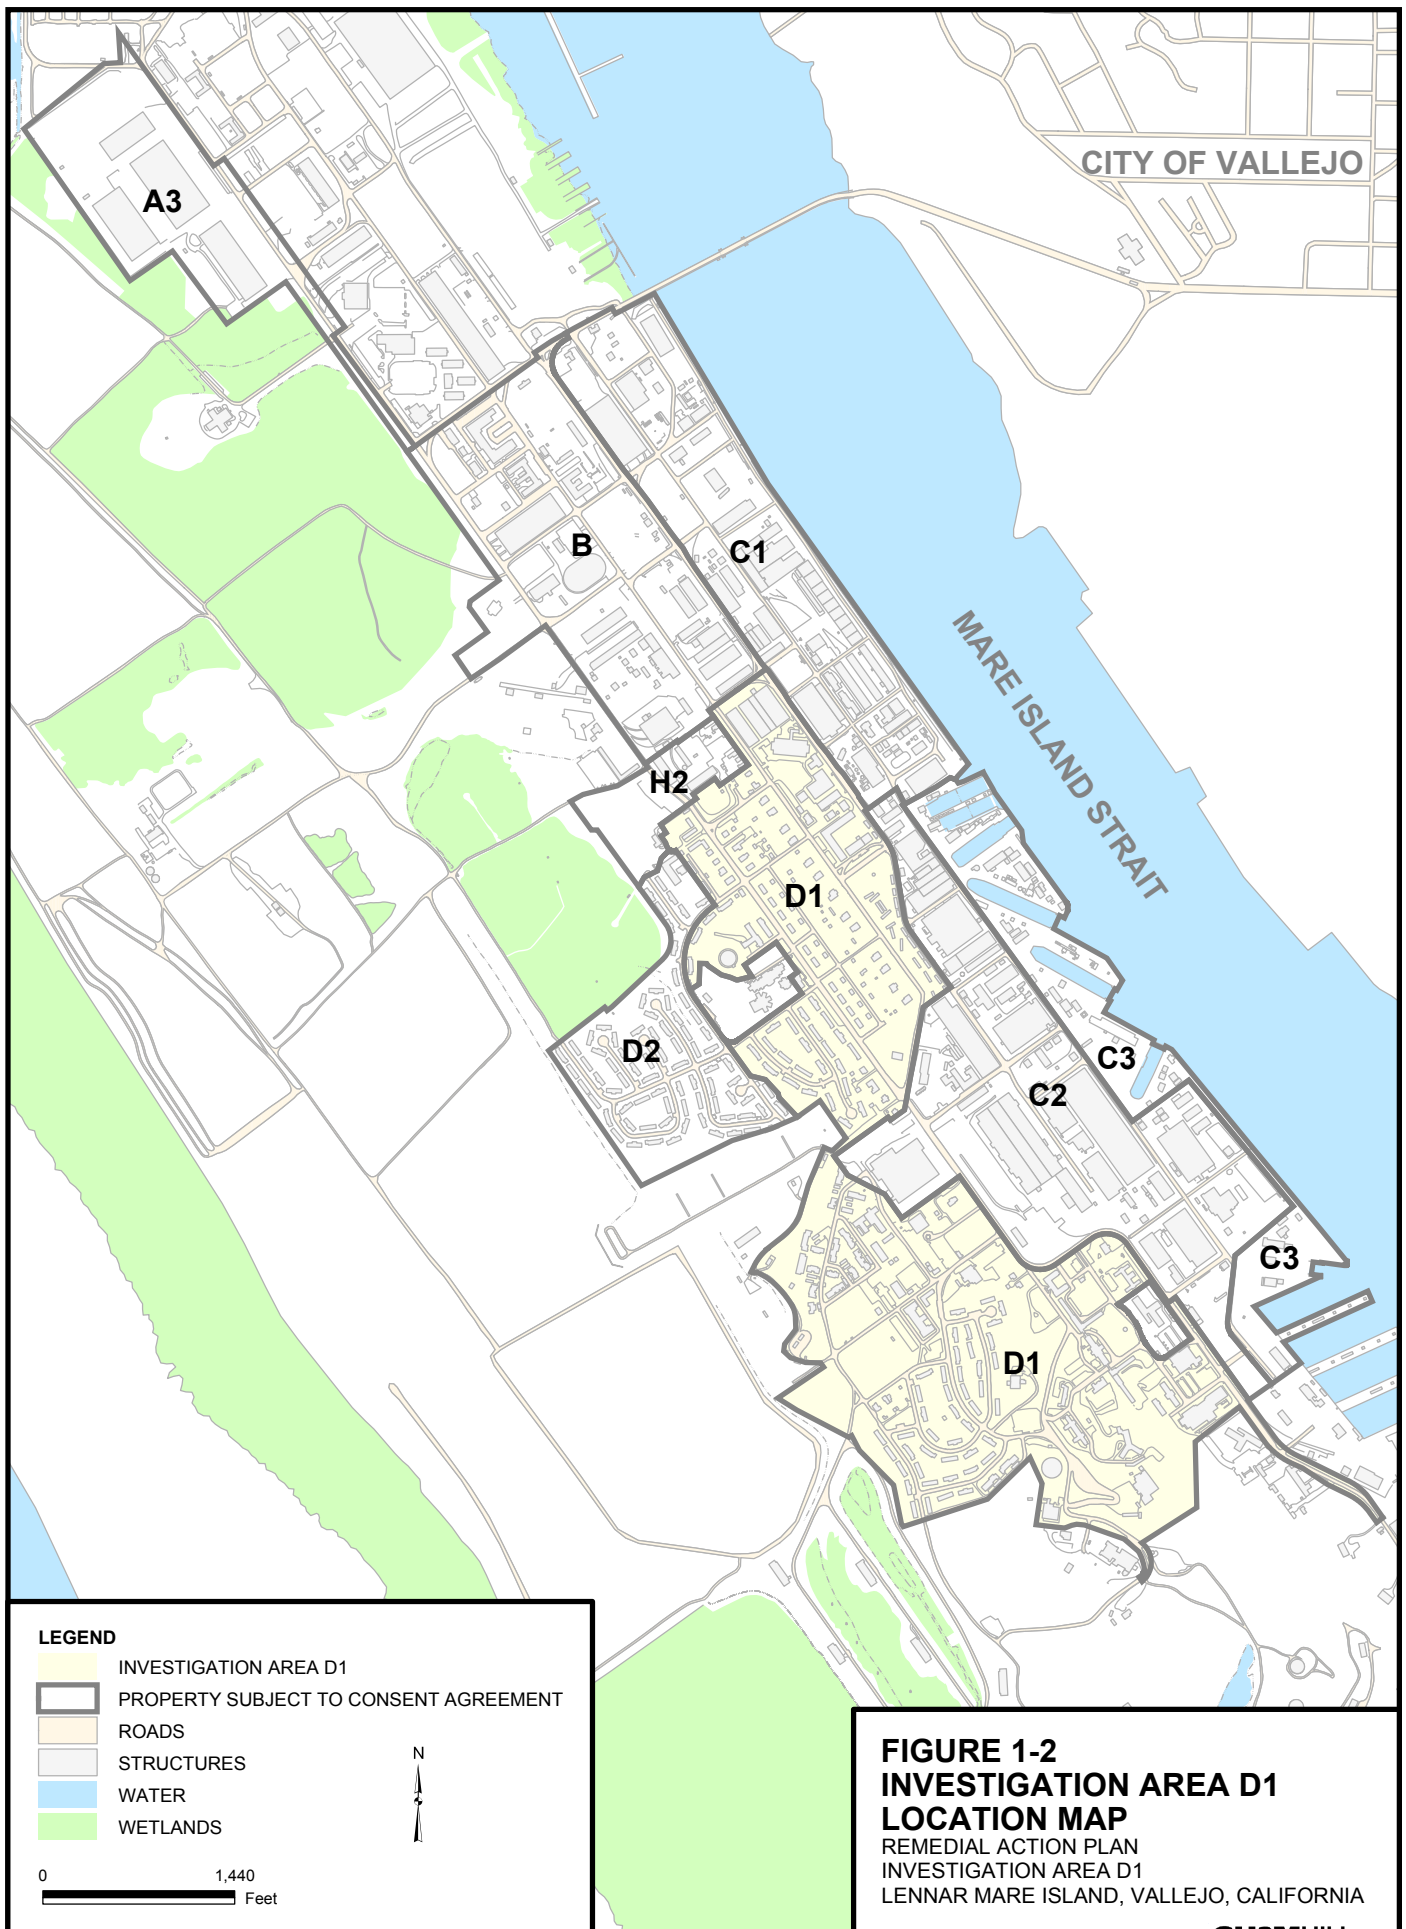 CITY OF VALLEJO
A3
B
C1
MARE ISLAND STRAIT
H2
D1
D2
C3
C2
C3
D1
LEGEND
INVESTIGATION AREA D1
PROPERTY SUBJECT TO CONSENT AGREEMENT
ROADS
STRUCTURES
WATER
WETLANDS
N
0 1,440
Feet
FIGURE 1-2
INVESTIGATION AREA D1
LOCATION MAP
REMEDIAL ACTION PLAN
INVESTIGATION AREA D1
LENNAR MARE ISLAND, VALLEJO, CALIFORNIA